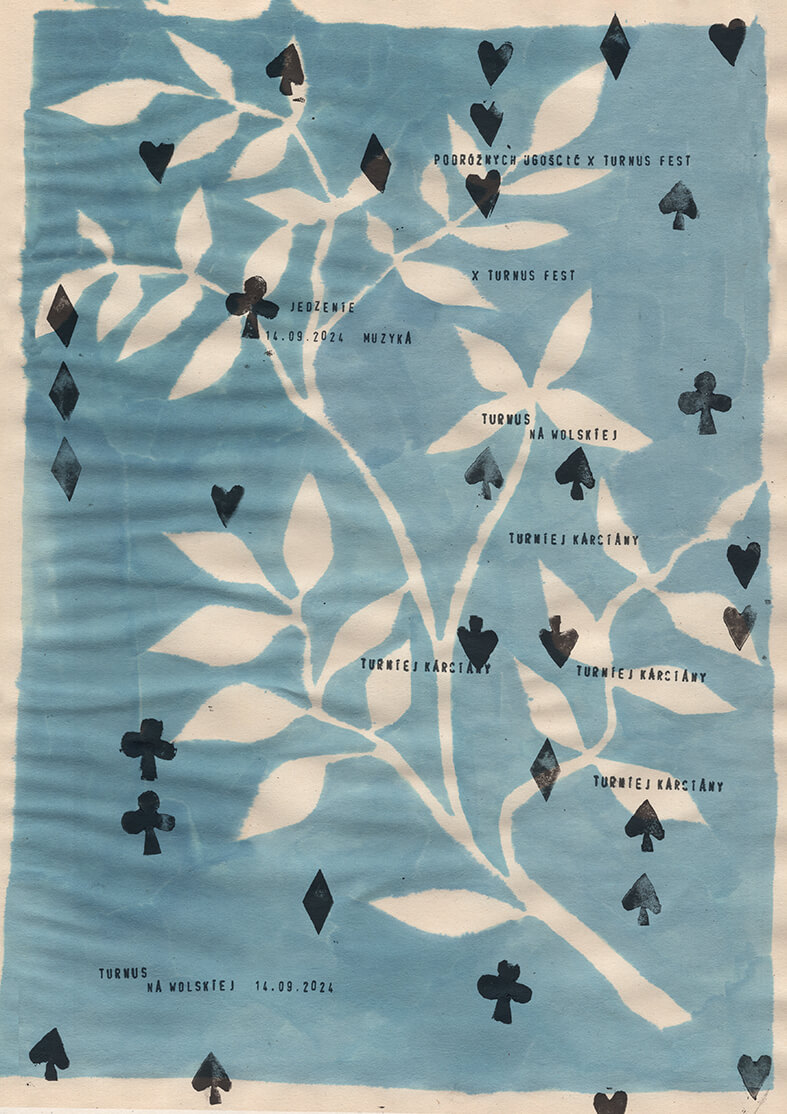 PODRÓŻNYCH UGOŚCIĆ X TURNUS FEST
X TURNUS FEST
JEDZENIE
14.09.2024 MUZYKA
TURNUS
NA WOLSKIEJ
TURNIEJ KARCIANY
TURNIEJ KARCIANY
TURNIEJ KARCIANY
TURNIEJ KARCIANY
TURNUS
NA WOLSKIEJ 14.09.2024